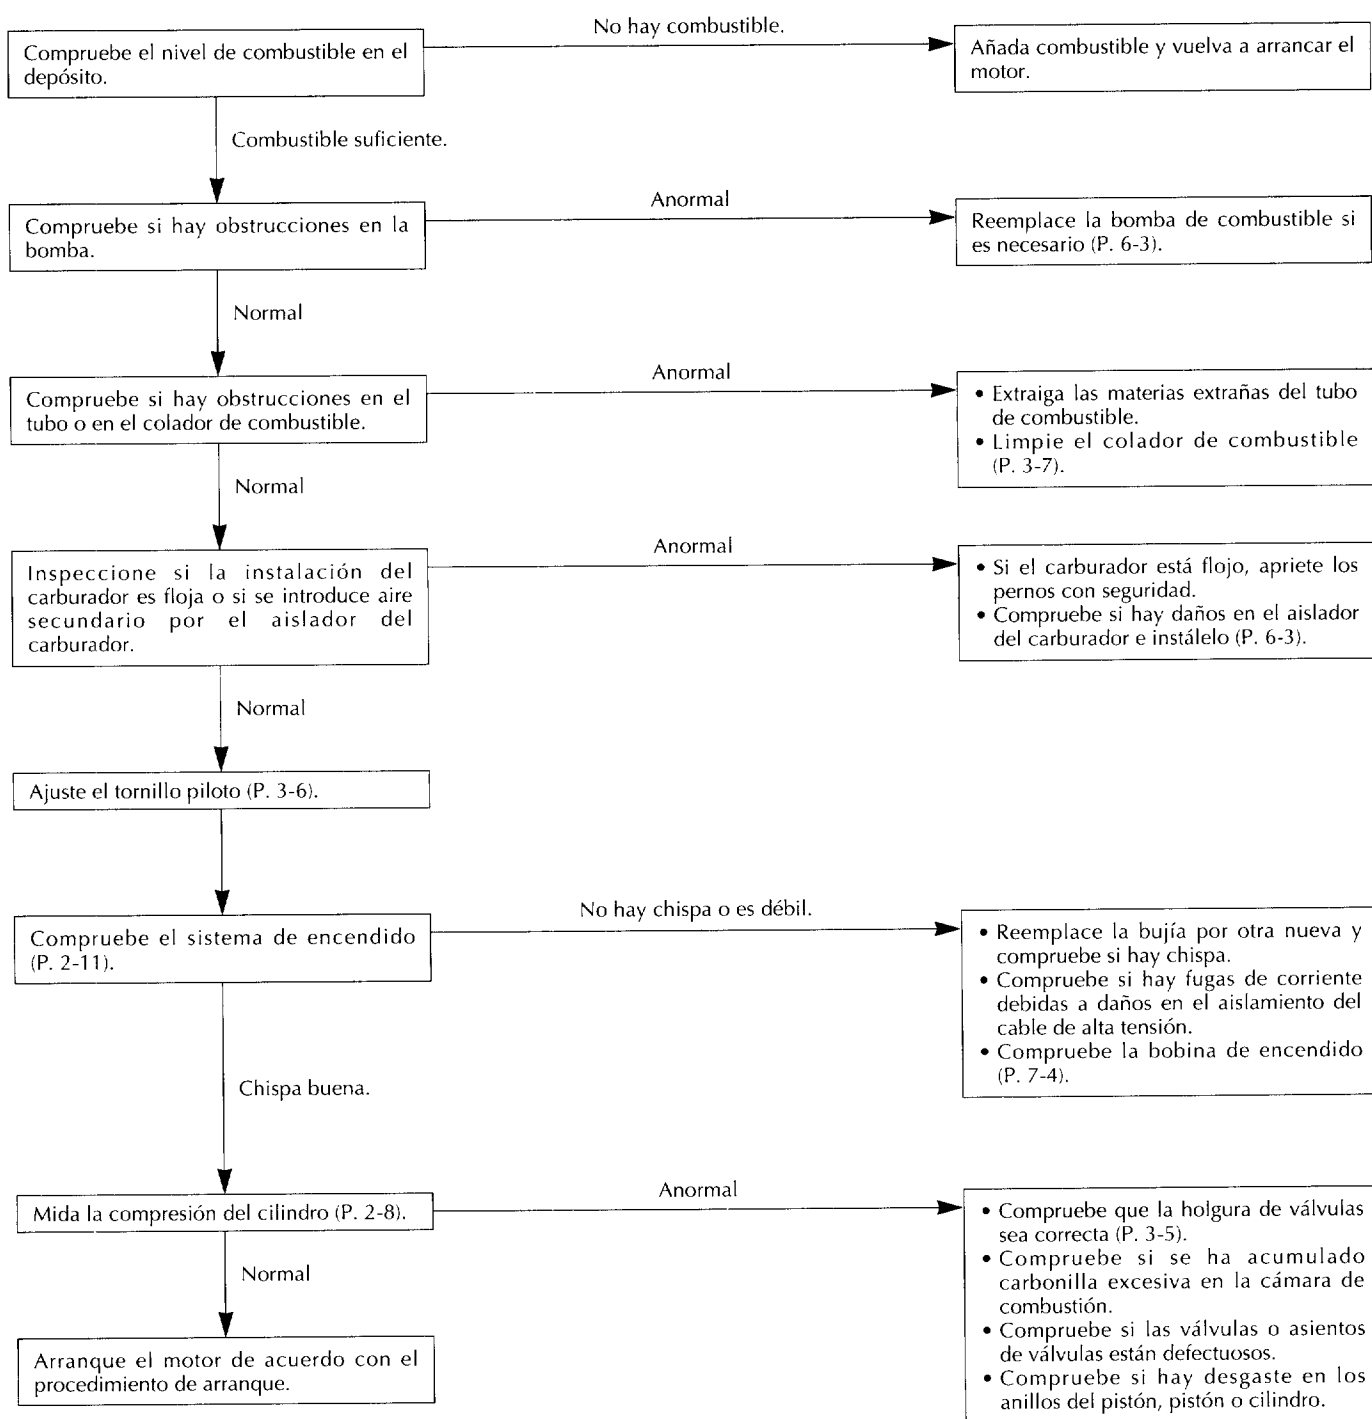 No hay combustible.
Compruebe el nivel de combustible en el
depósito.
Añada combustible y vuelva a arrancar el
motor.
Combustible suficiente.
Anormal
Compruebe si hay obstrucciones en la
bomba.
Reemplace la bomba de combustible si
es necesario (P. 6-3).
Normal
Anormal
Compruebe si hay obstrucciones en el
tubo o en el colador de combustible.
• Extraiga las materias extrañas del tubo
de combustible.
• Limpie el colador de combustible
(P. 3-7).
Normal
Anormal
Inspeccione si la instalación del
carburador es floja o si se introduce aire
secundario por el aislador del
carburador.
• Si el carburador está flojo, apriete los
pernos con seguridad.
• Compruebe si hay daños en el aislador
del carburador e instálelo (P. 6-3).
Normal
Ajuste el tornillo piloto (P. 3-6).
No hay chispa o es débil.
Compruebe el sistema de encendido
(P. 2-11).
• Reemplace la bujía por otra nueva y
compruebe si hay chispa.
• Compruebe si hay fugas de corriente
debidas a daños en el aislamiento del
cable de alta tensión.
• Compruebe la bobina de encendido
(P. 7-4).
Chispa buena.
Anormal
Mida la compresión del cilindro (P. 2-8).
• Compruebe que la holgura de válvulas
sea correcta (P. 3-5).
• Compruebe si se ha acumulado
carbonilla excesiva en la cámara de
combustión.
• Compruebe si las válvulas o asientos
de válvulas están defectuosos.
• Compruebe si hay desgaste en los
anillos del pistón, pistón o cilindro.
Normal
Arranque el motor de acuerdo con el
procedimiento de arranque.